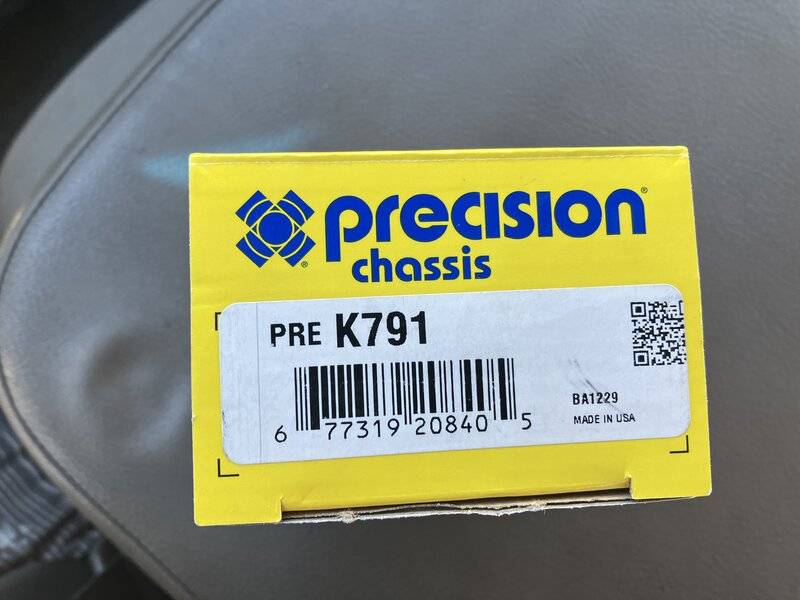 precision®
chassis
®
PRE K791
6 77319 20840 5
BA1229
MADE IN USA